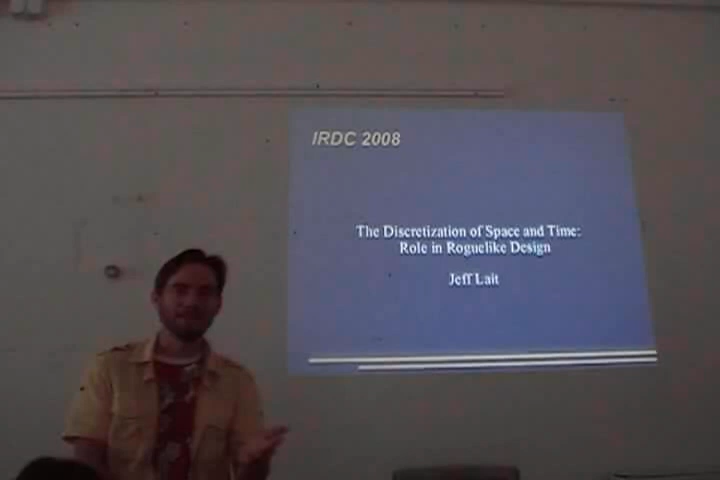 IRDC 2008
The Discretization of Space and Time:
Role in Roguelike Design
Jeff Lait